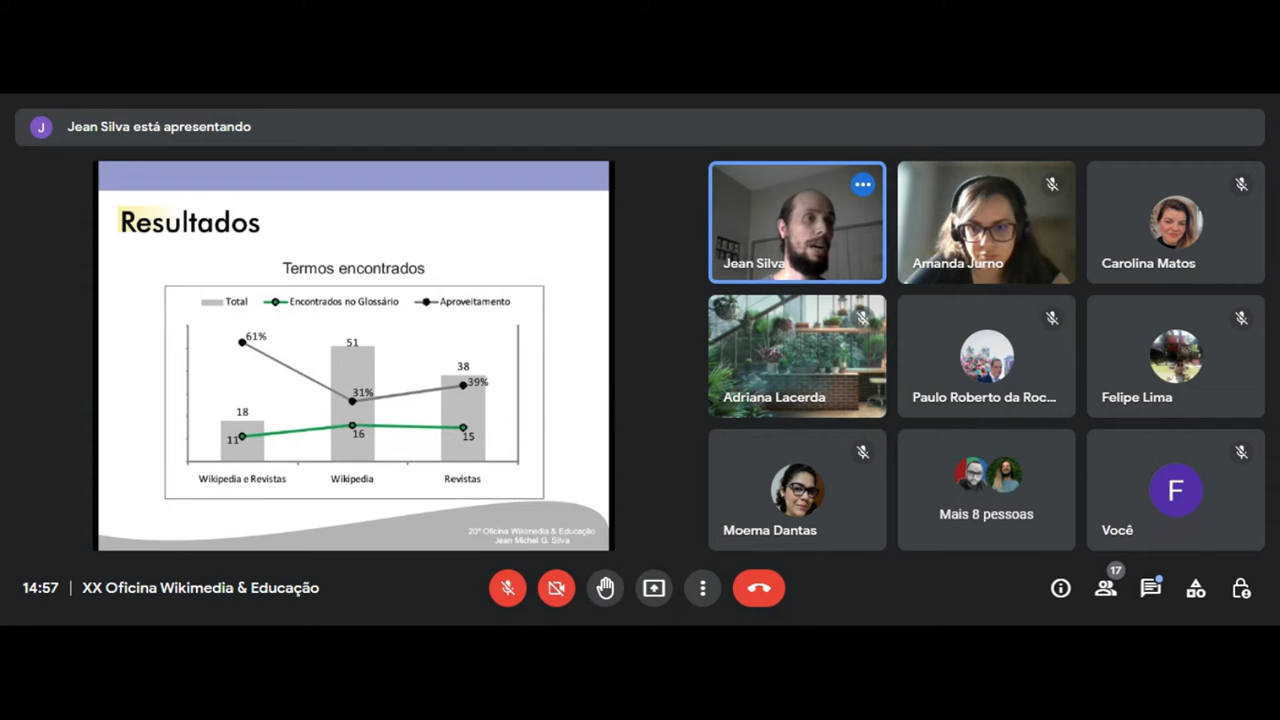 J Jean Silva está apresentando
Resultados
Termos encontrados
Total Encontrados no Glossário Aproveitamento
61%
51
31%
38
39%
18
11
16
15
Wikipedia e Revistas Wikipedia Revistas
20ª Oficina Wikimedia & Educação
Jean Michel G. Silva
Jean Silva
Amanda Jurno
Carolina Matos
Adriana Lacerda
Paulo Roberto da Roc...
Felipe Lima
Moema Dantas
Mais 8 pessoas
F
Você
14:57 | XX Oficina Wikimedia & Educação
17